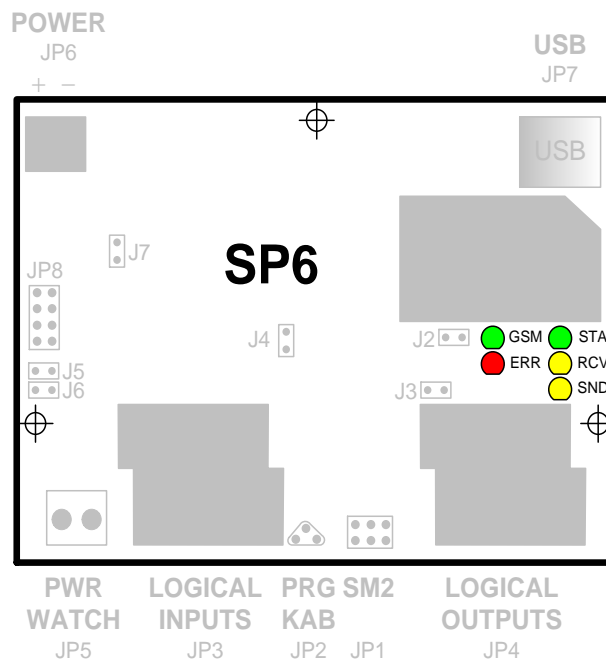 POWER
JP6
+ −
USB
JP7
USB
SP6
J7
JP8
J4
J2
GSM
STA
ERR
RCV
SND
J5
J6
J3
PWR
WATCH
JP5
LOGICAL
INPUTS
JP3
PRG
KAB
JP2
SM2
JP1
LOGICAL
OUTPUTS
JP4